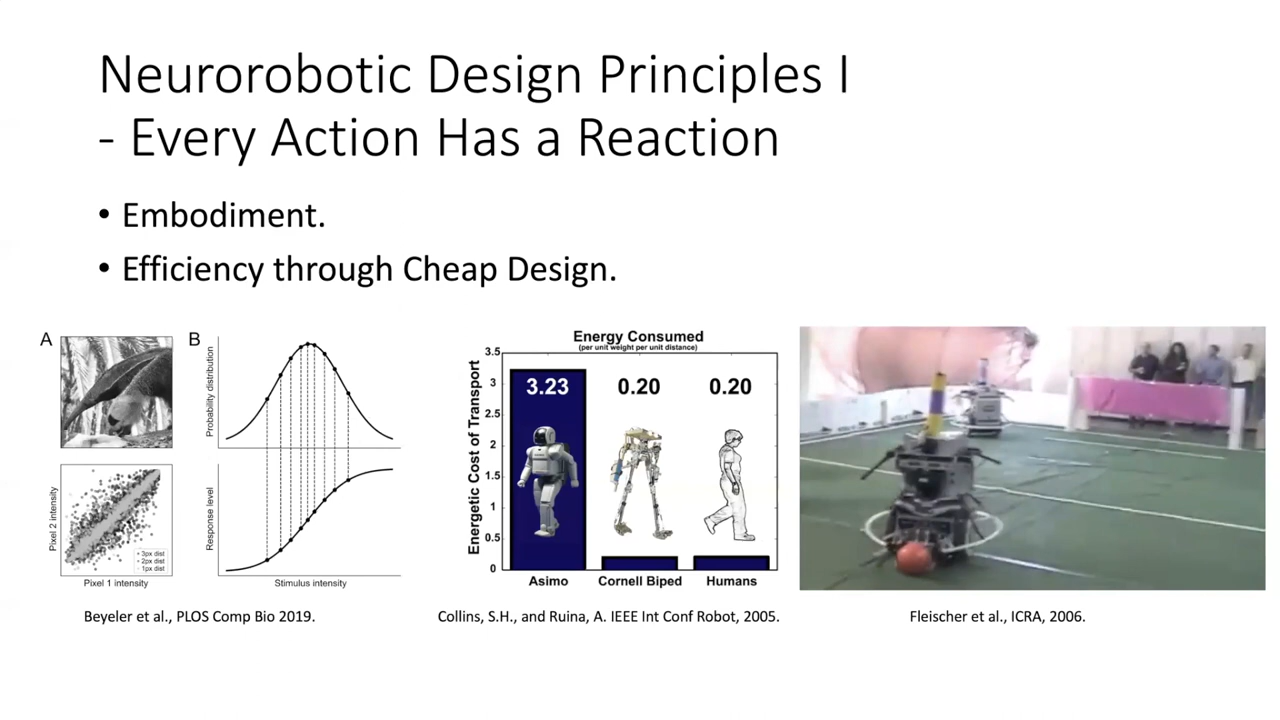 Neurorobotic Design Principles I
- Every Action Has a Reaction
• Embodiment.
• Efficiency through Cheap Design.
A
B
Probability distribution
Pixel 2 intensity
• 3px dist
• 2px dist
· 1px dist
Pixel 1 intensity
Response level
Stimulus intensity
Beyeler et al., PLOS Comp Bio 2019.
Energy Consumed
(per unit weight per unit distance)
Energetic Cost of Transport
3.5
3
2.5
2
1.5
1
0.5
0
3.23
0.20
0.20
Asimo
Cornell Biped
Humans
Collins, S.H., and Ruina, A. IEEE Int Conf Robot, 2005.
Fleischer et al., ICRA, 2006.